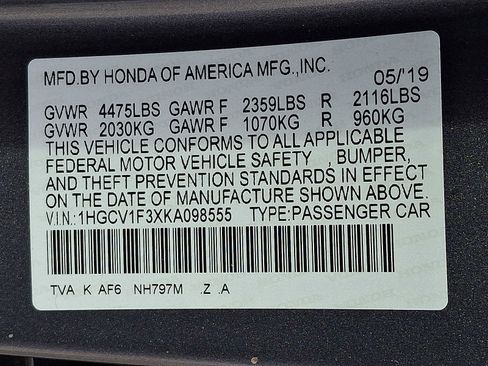 MFD.BY HONDA OF AMERICA MFG.,INC.
05/'19
GVWR 4475LBS GAWR F 2359LBS R 2116LBS
GVWR 2030KG GAWR F 1070KG R 960KG
THIS VEHICLE CONFORMS TO ALL APPLICABLE
FEDERAL MOTOR VEHICLE SAFETY , BUMPER,
AND THEFT PREVENTION STANDARDS IN EFFECT
ON THE DATE OF MANUFACTURE SHOWN ABOVE.
V.I.N.:1HGCV1F3XKA098555 TYPE:PASSENGER CAR
TVA K AF6 NH797M .Z .A